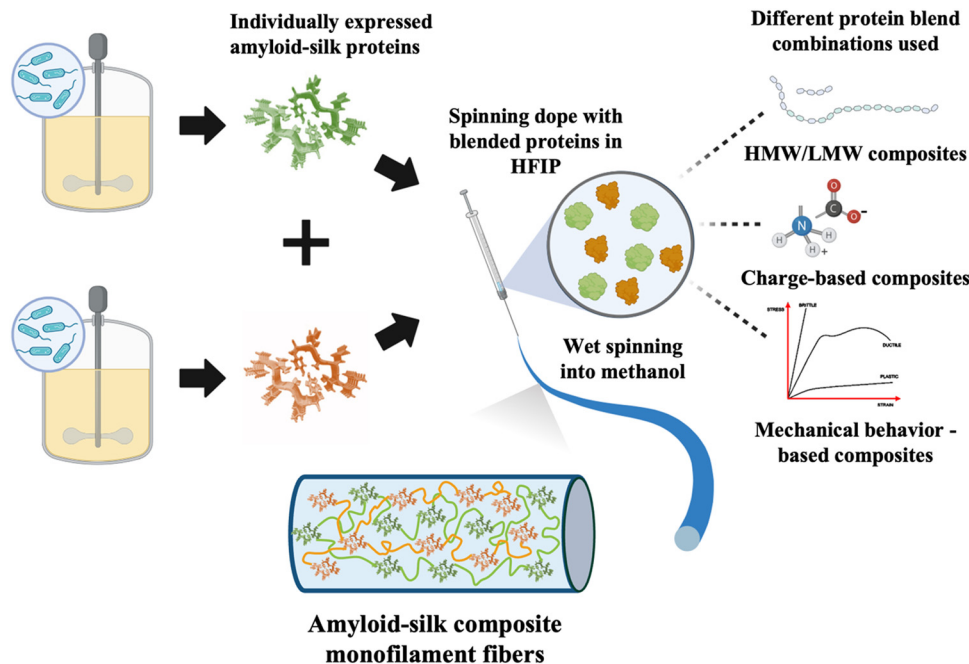 Individually expressed
amyloid-silk proteins
Spinning dope with
blended proteins in
HFIP
Different protein blend
combinations used
HMW/LMW composites
O
C
O
-
N
H
H
H
+
Charge-based composites
STRESS
BRITTLE
DUCTILE
PLASTIC
STRAIN
Mechanical behavior -
based composites
Wet spinning
into methanol
Amyloid-silk composite
monofilament fibers